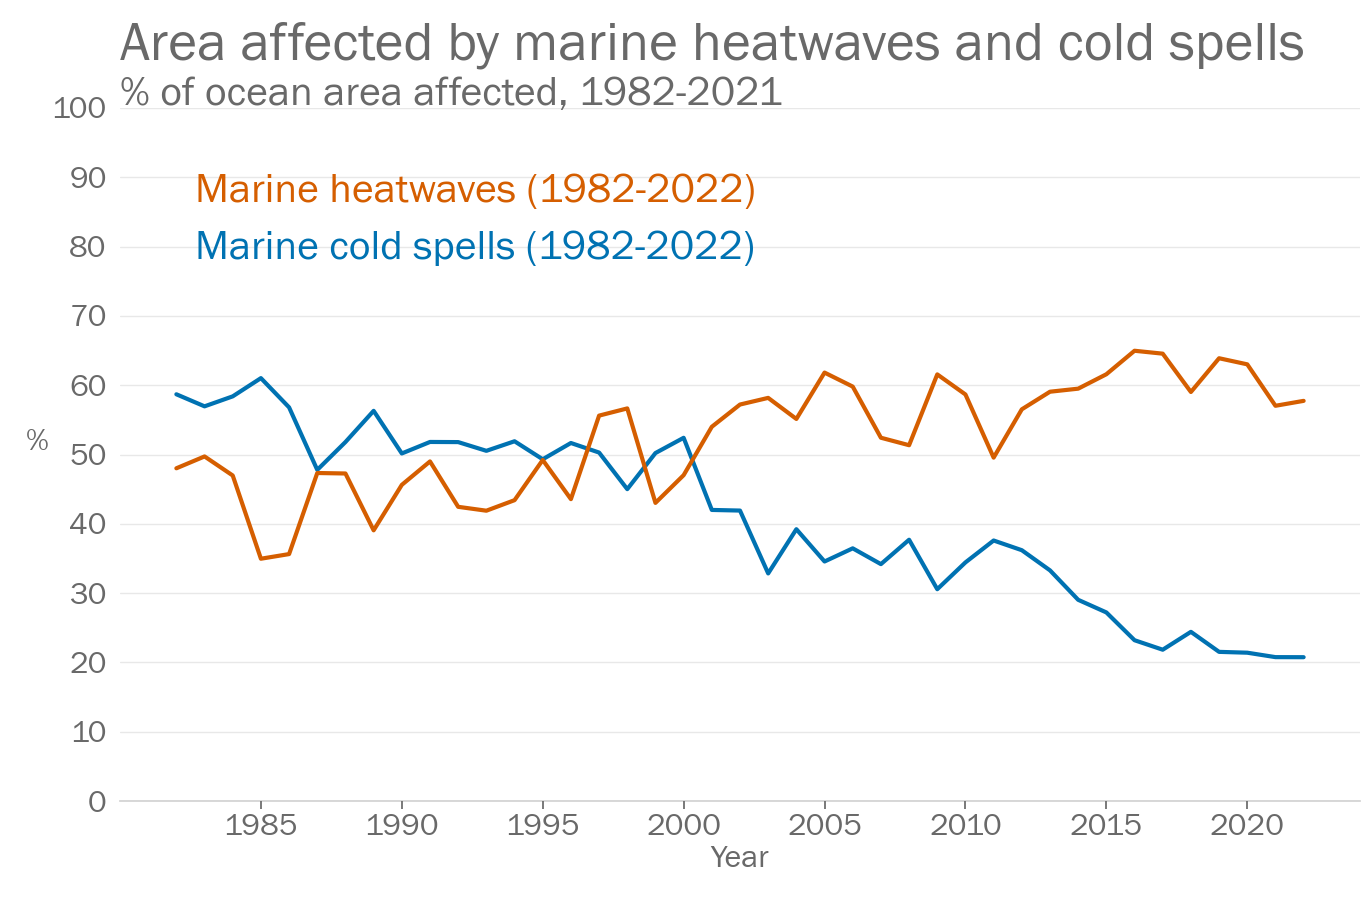 Area affected by marine heatwaves and cold spells
% of ocean area affected, 1982-2021
100
90
Marine heatwaves (1982-2022)
80
Marine cold spells (1982-2022)
70
60
%
50
40
30
20
10
0
1985 1990 1995 2000 2005 2010 2015 2020
Year